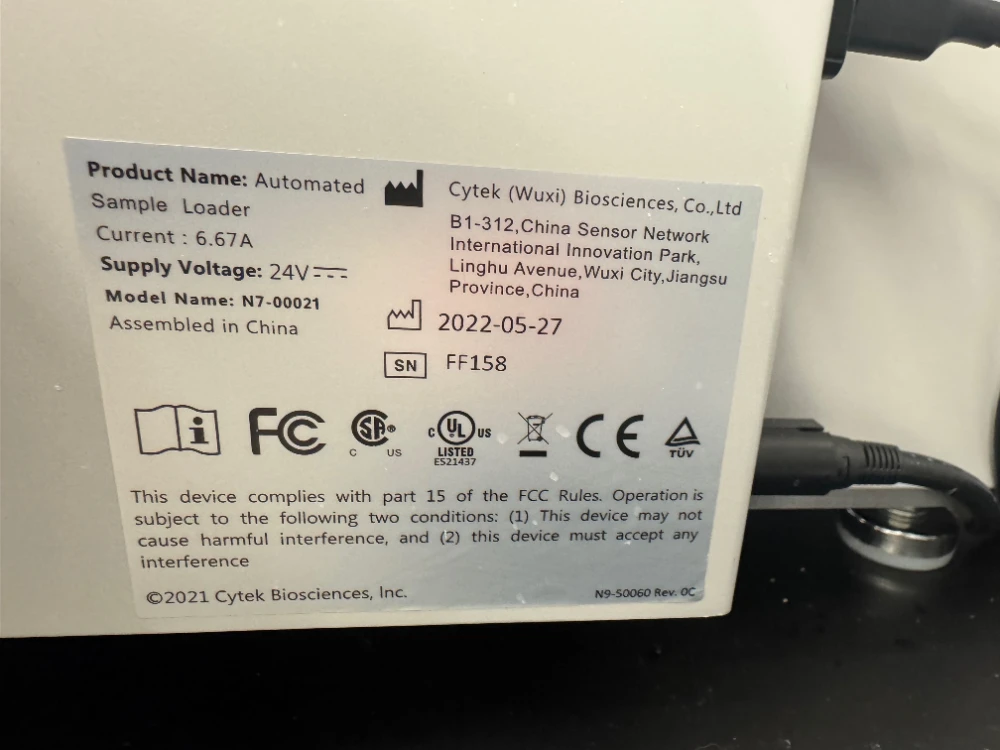 Product Name: Automated
Sample Loader
Current : 6.67A
Supply Voltage: 24V
Model Name: N7-00021
Assembled in China
Cytek (Wuxi) Biosciences, Co.,Ltd
B1-312,China Sensor Network
International Innovation Park,
Linghu Avenue,Wuxi City,Jiangsu
Province,China
2022-05-27
SN FF158
i
FC
SA ® C US
C UL US LISTED E521437
CE
TÜV
This device complies with part 15 of the FCC Rules. Operation is
subject to the following two conditions: (1) This device may not
cause harmful interference, and (2) this device must accept any
interference
©2021 Cytek Biosciences, Inc.
N9-50060 Rev. 0C